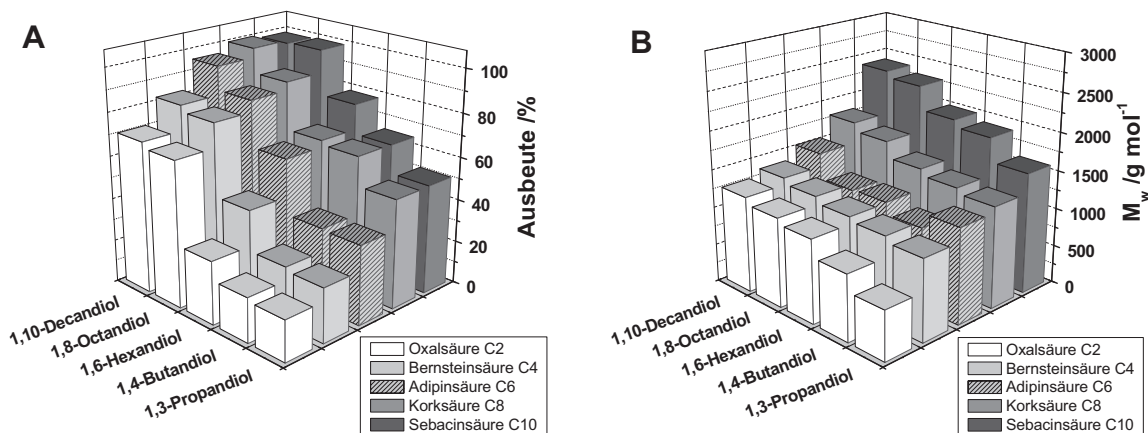 A
Ausbeute /%
100
80
60
40
20
0
1,10-Decandiol
1,8-Octandiol
1,6-Hexandiol
1,4-Butandiol
1,3-Propandiol
Oxalsäure C2
Bernsteinsäure C4
Adipinsäure C6
Korksäure C8
Sebacinsäure C10
B
M_w /g mol⁻¹
3000
2500
2000
1500
1000
500
0
1,10-Decandiol
1,8-Octandiol
1,6-Hexandiol
1,4-Butandiol
1,3-Propandiol
Oxalsäure C2
Bernsteinsäure C4
Adipinsäure C6
Korksäure C8
Sebacinsäure C10